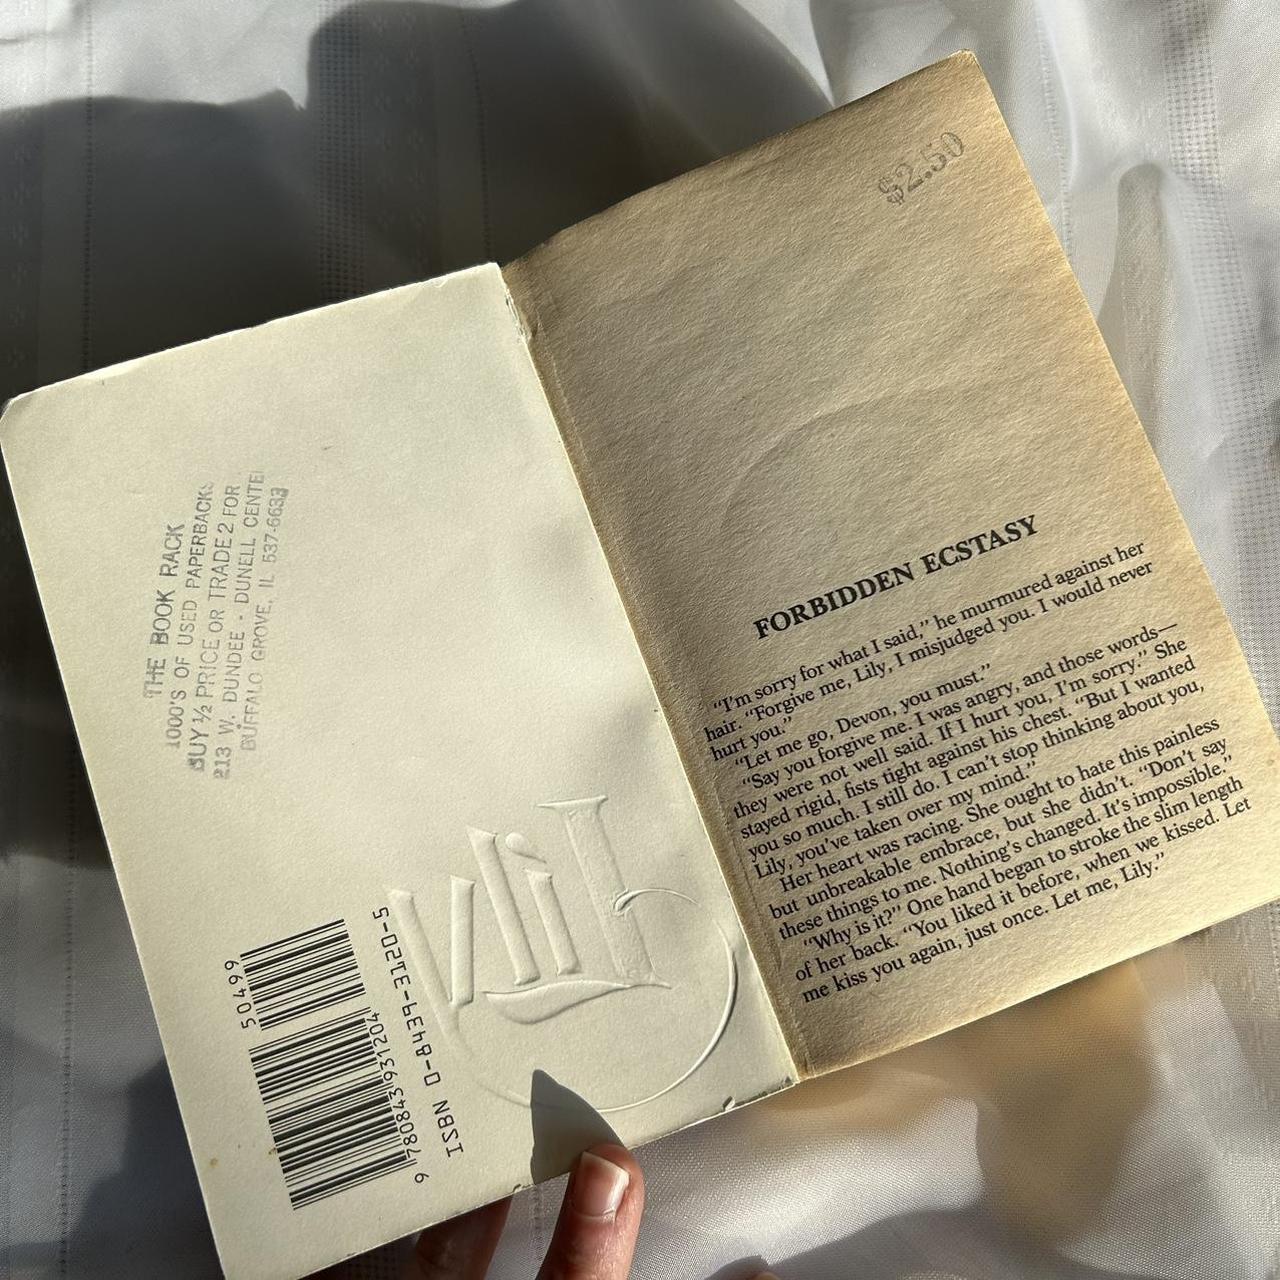 THE BOOK RACK
1000'S OF USED PAPERBACKS
BUY ½ PRICE OR TRADE 2 FOR
213 W. DUNDEE - DUNELL CENTE
BUFFALO GROVE, IL 537-6633
50499
9 780843 931204
ISBN 0-8439-3120-5
Lily
$2.50
FORBIDDEN ECSTASY
"I'm sorry for what I said," he murmured against her
hair. "Forgive me, Lily, I misjudged you. I would never
hurt you."
"Let me go, Devon, you must."
"Say you forgive me. I was angry, and those words—
they were not well said. If I hurt you, I'm sorry." She
stayed rigid, fists tight against his chest. "But I wanted
you so much. I still do. I can't stop thinking about you,
Lily, you've taken over my mind."
Her heart was racing. She ought to hate this painless
but unbreakable embrace, but she didn't. "Don't say
these things to me. Nothing's changed. It's impossible."
"Why is it?" One hand began to stroke the slim length
of her back. "You liked it before, when we kissed. Let
me kiss you again, just once. Let me, Lily."